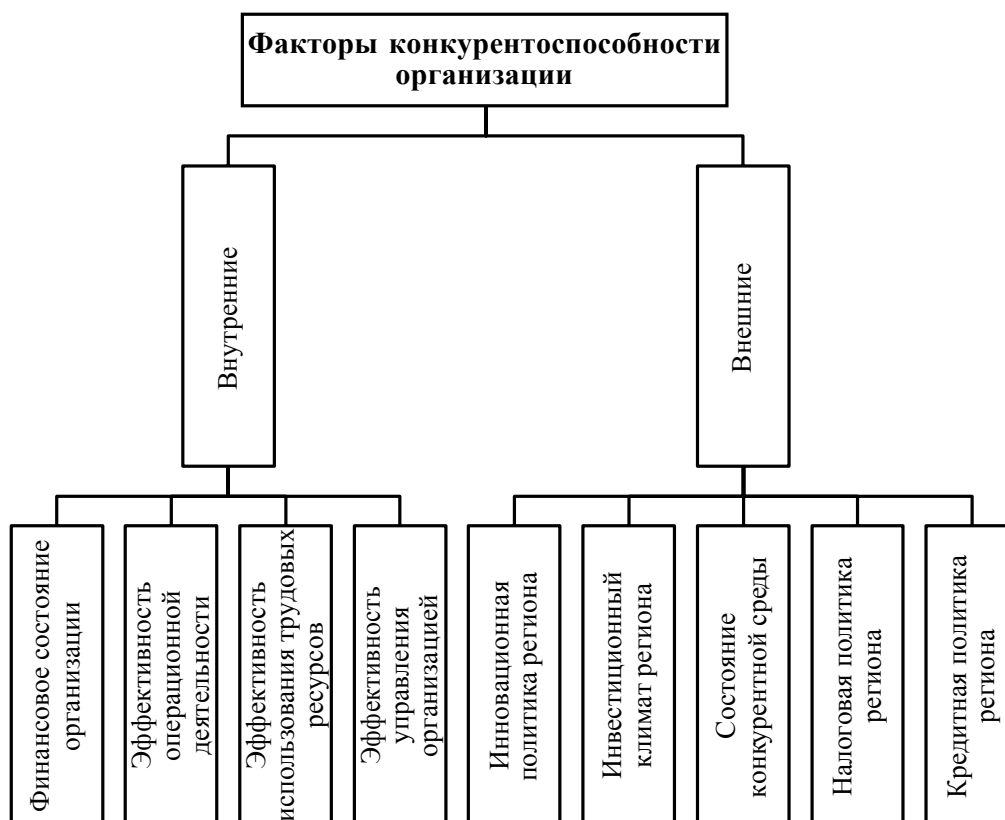 Факторы конкурентоспособности
организации
Внутренние
Внешние
Финансовое состояние
организации
Эффективность
операционной
деятельности
Эффективность
использования трудовых
ресурсов
Эффективность
управления
организацией
Инновационная
политика региона
Инвестиционный
климат региона
Состояние
конкурентной среды
Налоговая политика
региона
Кредитная политика
региона